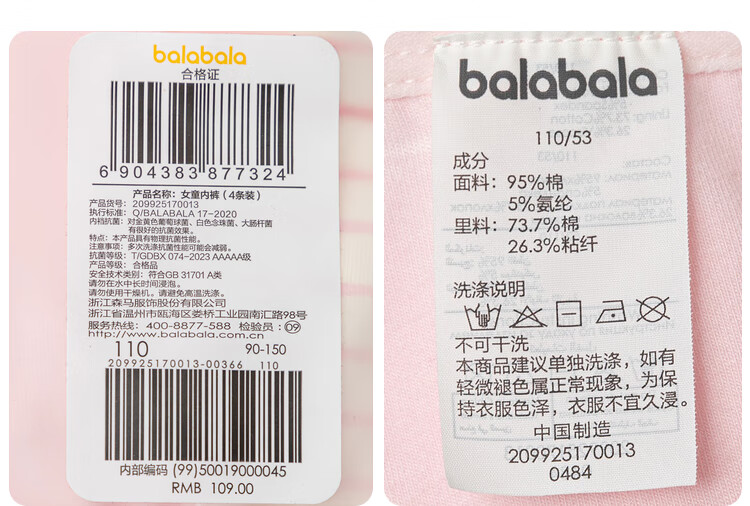 balabala
合格证
6 904383 877324
产品名称：女童内裤（4条装）
产品货号：209925170013
执行标准：Q/BALABALA 17-2020
内裆抗菌：对金黄色葡萄球菌、白色念珠菌、大肠杆菌
有很好的抗菌效果。
特点：本产品具有物理抗菌性能。
注意事项：多次洗涤抗菌性能可能会减弱。
抗菌等级：T/GDBX 074-2023 AAAAA级
产品等级：合格品
安全技术类别：符合GB 31701 A类
请勿在水中长时间浸泡。
请勿使用干燥机。请避免高温洗涤。
浙江森马服饰股份有限公司
浙江省温州市瓯海区娄桥工业园南汇路98号
服务热线：400-8877-588 检验员：09
http://www.balabala.com.cn
110 90-150
209925170013-00366 110
内部编码 (99)50019000045
RMB 109.00
balabala
110/53
成分
面料：95%棉
5%氨纶
里料：73.7%棉
26.3%粘纤
洗涤说明
不可干洗
本商品建议单独洗涤，如有
轻微褪色属正常现象，为保
持衣服色泽，衣服不宜久浸。
中国制造
209925170013
0484